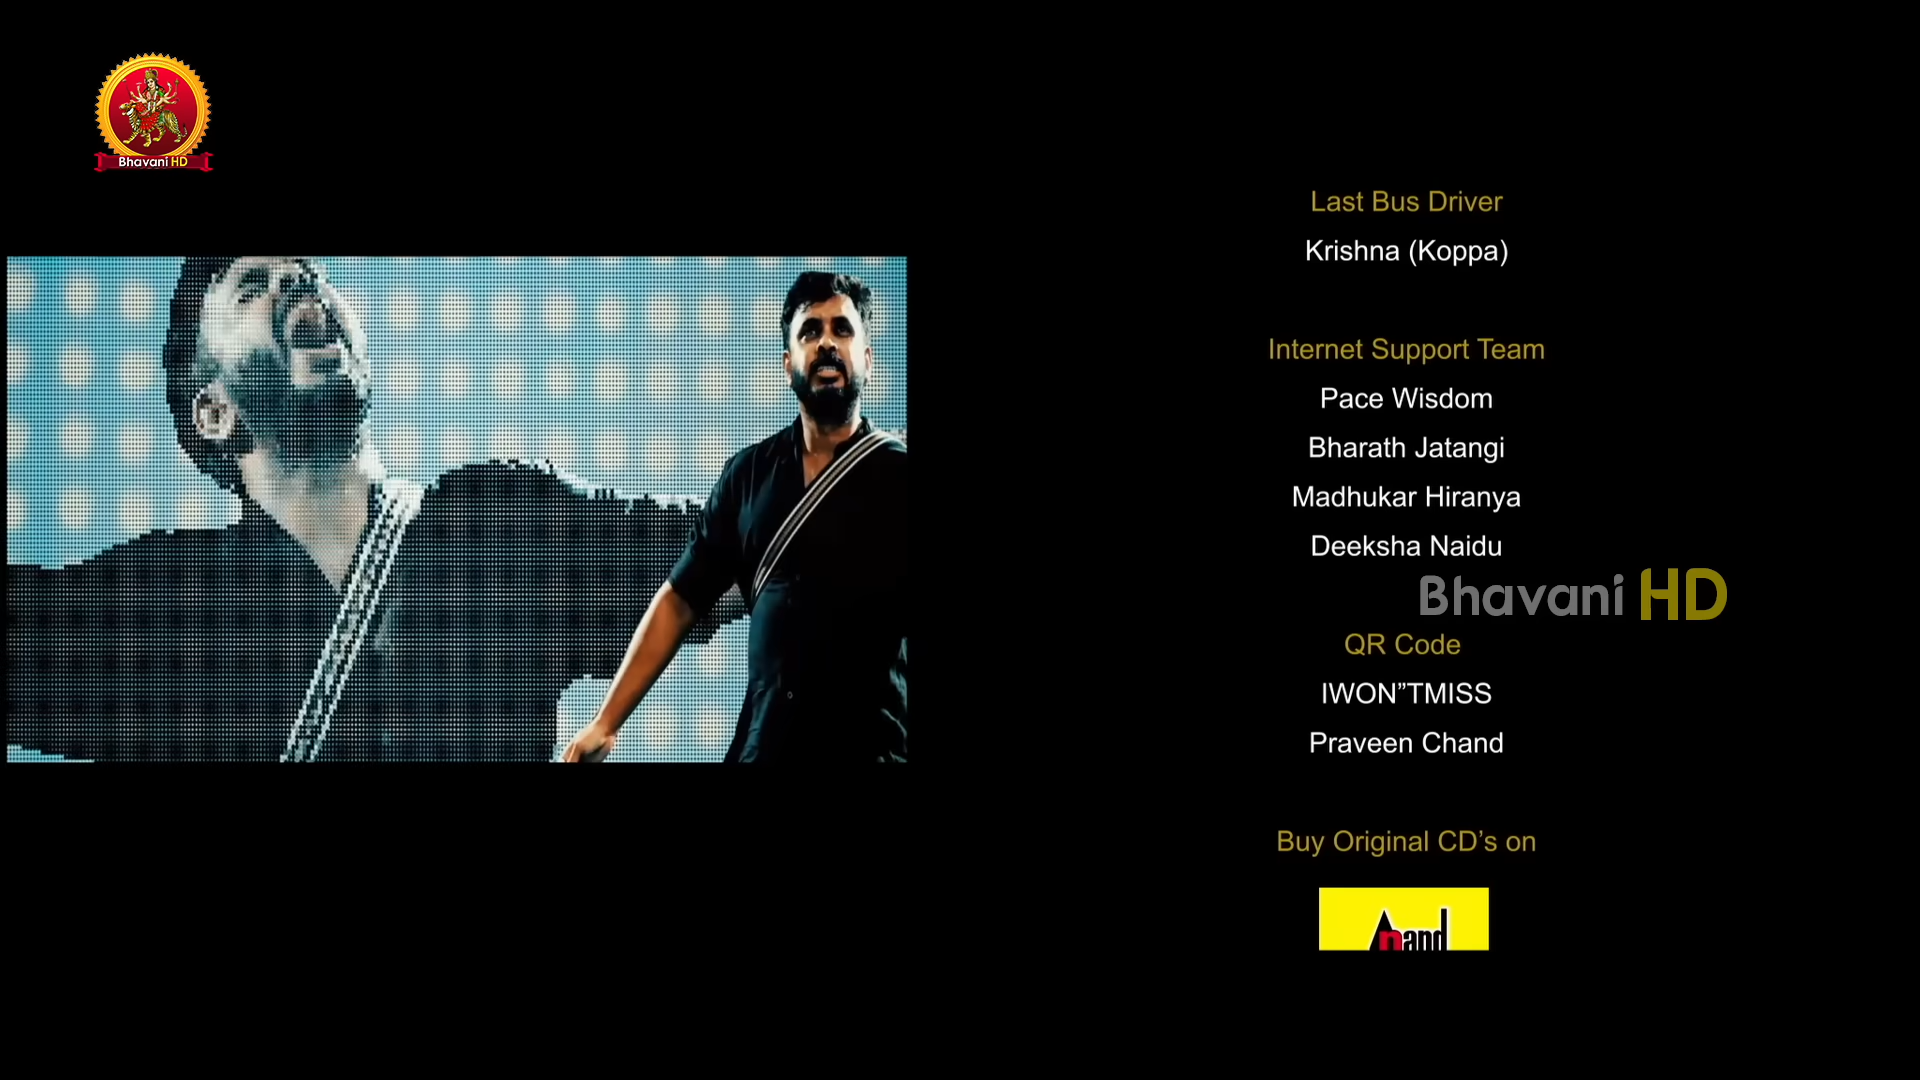 Bhavani HD
Last Bus Driver
Krishna (Koppa)
Internet Support Team
Pace Wisdom
Bharath Jatangi
Madhukar Hiranya
Deeksha Naidu
Bhavani HD
QR Code
IWON”TMISS
Praveen Chand
Buy Original CD’s on
Anand